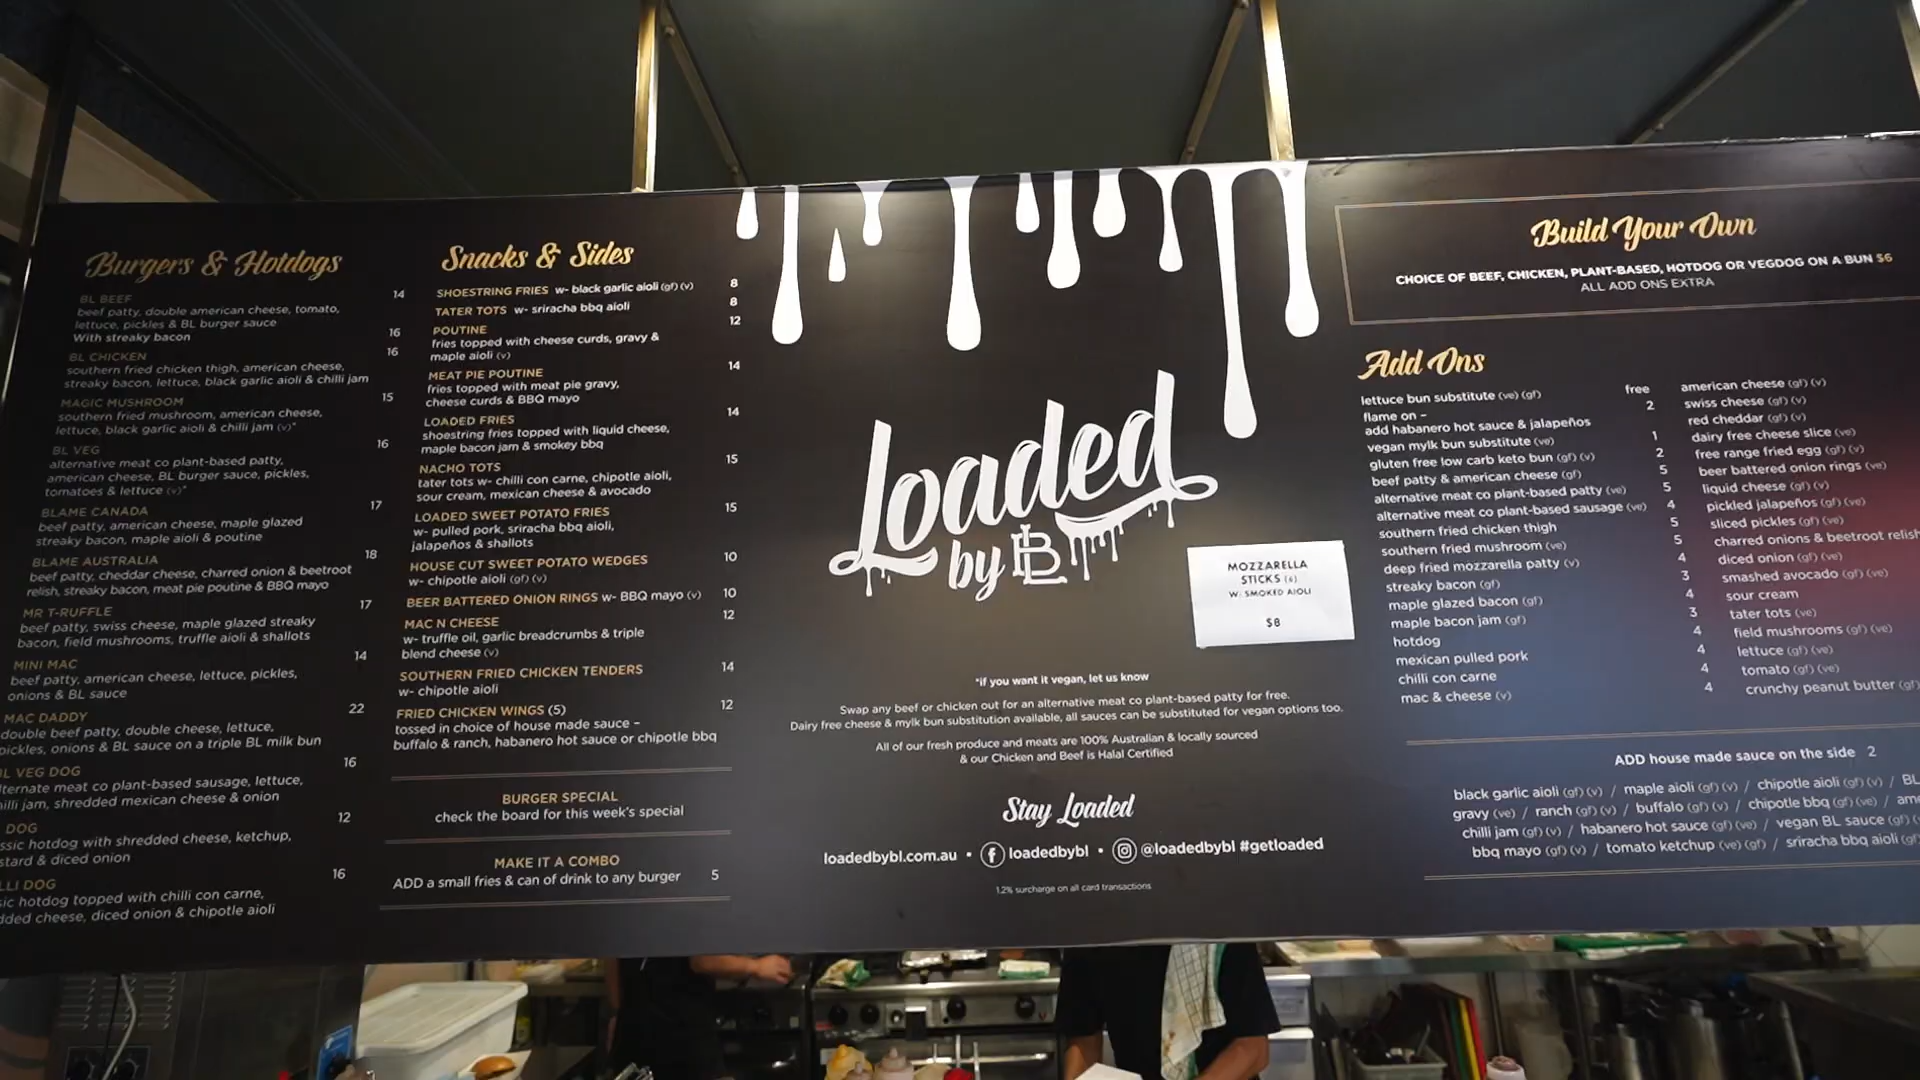 Burgers & Hotdogs
BL BEEF 14
beef patty, double american cheese, tomato,
lettuce, pickles & BL burger sauce
With streaky bacon 16
BL CHICKEN 16
southern fried chicken thigh, american cheese,
streaky bacon, lettuce, black garlic aioli & chilli jam
MAGIC MUSHROOM 15
southern fried mushroom, american cheese,
lettuce, black garlic aioli & chilli jam (v)*
BL VEG 16
alternative meat co plant-based patty,
american cheese, BL burger sauce, pickles,
tomatoes & lettuce (v)*
BLAME CANADA 17
beef patty, american cheese, maple glazed
streaky bacon, maple aioli & poutine
BLAME AUSTRALIA 18
beef patty, cheddar cheese, charred onion & beetroot
relish, streaky bacon, meat pie poutine & BBQ mayo
MR T-RUFFLE 17
beef patty, swiss cheese, maple glazed streaky
bacon, field mushrooms, truffle aioli & shallots
MINI MAC 14
beef patty, american cheese, lettuce, pickles,
onions & BL sauce
MAC DADDY 22
double beef patty, double cheese, lettuce,
pickles, onions & BL sauce on a triple BL milk bun
VEG DOG 16
meat co plant-based sausage, lettuce,
jam, shredded mexican cheese & onion
DOG 12
hotdog with shredded cheese, ketchup,
& diced onion
DOG 16
hotdog topped with chilli con carne,
cheese, diced onion & chipotle aioli
Snacks & Sides
SHOESTRING FRIES w- black garlic aioli (gf) (v) 8
TATER TOTS w- sriracha bbq aioli 8
POUTINE 12
fries topped with cheese curds, gravy &
maple aioli (v)
MEAT PIE POUTINE 14
fries topped with meat pie gravy,
cheese curds & BBQ mayo
LOADED FRIES 14
shoestring fries topped with liquid cheese,
maple bacon jam & smokey bbq
NACHO TOTS 15
tater tots w- chilli con carne, chipotle aioli,
sour cream, mexican cheese & avocado
LOADED SWEET POTATO FRIES 15
w- pulled pork, sriracha bbq aioli,
jalapeños & shallots
HOUSE CUT SWEET POTATO WEDGES 10
w- chipotle aioli (gf) (v)
BEER BATTERED ONION RINGS w- BBQ mayo (v) 10
MAC N CHEESE 12
w- truffle oil, garlic breadcrumbs & triple
blend cheese (v)
SOUTHERN FRIED CHICKEN TENDERS 14
w- chipotle aioli
FRIED CHICKEN WINGS (5) 12
tossed in choice of house made sauce –
buffalo & ranch, habanero hot sauce or chipotle bbq
BURGER SPECIAL
check the board for this week's special
MAKE IT A COMBO
ADD a small fries & can of drink to any burger 5
Loaded
by BL
MOZZARELLA
STICKS (6)
W- SMOKED AIOLI
$8
*if you want it vegan, let us know
Swap any beef or chicken out for an alternative meat co plant-based patty for free.
Dairy free cheese & mylk bun substitution available, all sauces can be substituted for vegan options too.
All of our fresh produce and meats are 100% Australian & locally sourced
& our Chicken and Beef is Halal Certified
Stay Loaded
loadedbybl.com.au • loadedbybl • @loadedbybl #getloaded
1.2% surcharge on all card transactions
Build Your Own
CHOICE OF BEEF, CHICKEN, PLANT-BASED, HOTDOG OR VEGDOG ON A BUN $6
ALL ADD ONS EXTRA
Add Ons
lettuce bun substitute (ve) (gf) free
flame on – 2
add habanero hot sauce & jalapeños
vegan mylk bun substitute (ve) 1
gluten free low carb keto bun (gf) (v) 2
beef patty & american cheese (gf) 5
alternative meat co plant-based patty (ve) 5
alternative meat co plant-based sausage (ve) 4
southern fried chicken thigh 5
southern fried mushroom (ve) 5
deep fried mozzarella patty (v) 4
streaky bacon (gf) 3
maple glazed bacon (gf) 4
maple bacon jam (gf) 3
hotdog 4
mexican pulled pork 4
chilli con carne 4
mac & cheese (v) 4
american cheese (gf) (v)
swiss cheese (gf) (v)
red cheddar (gf) (v)
dairy free cheese slice (ve)
free range fried egg (gf) (v)
beer battered onion rings (ve)
liquid cheese (gf) (v)
pickled jalapeños (gf) (ve)
sliced pickles (gf) (ve)
charred onions & beetroot relish
diced onion (gf) (ve)
smashed avocado (gf) (ve)
sour cream
tater tots (ve)
field mushrooms (gf) (ve)
lettuce (gf) (ve)
tomato (gf) (ve)
crunchy peanut butter (gf)
ADD house made sauce on the side 2
black garlic aioli (gf) (v) / maple aioli (gf) (v) / chipotle aioli (gf) (v) / BL
gravy (ve) / ranch (gf) (v) / buffalo (gf) (v) / chipotle bbq (gf) (ve) /
chilli jam (gf) (v) / habanero hot sauce (gf) (ve) / vegan BL sauce (gf)
bbq mayo (gf) (v) / tomato ketchup (ve) (gf) / sriracha bbq aioli (gf)